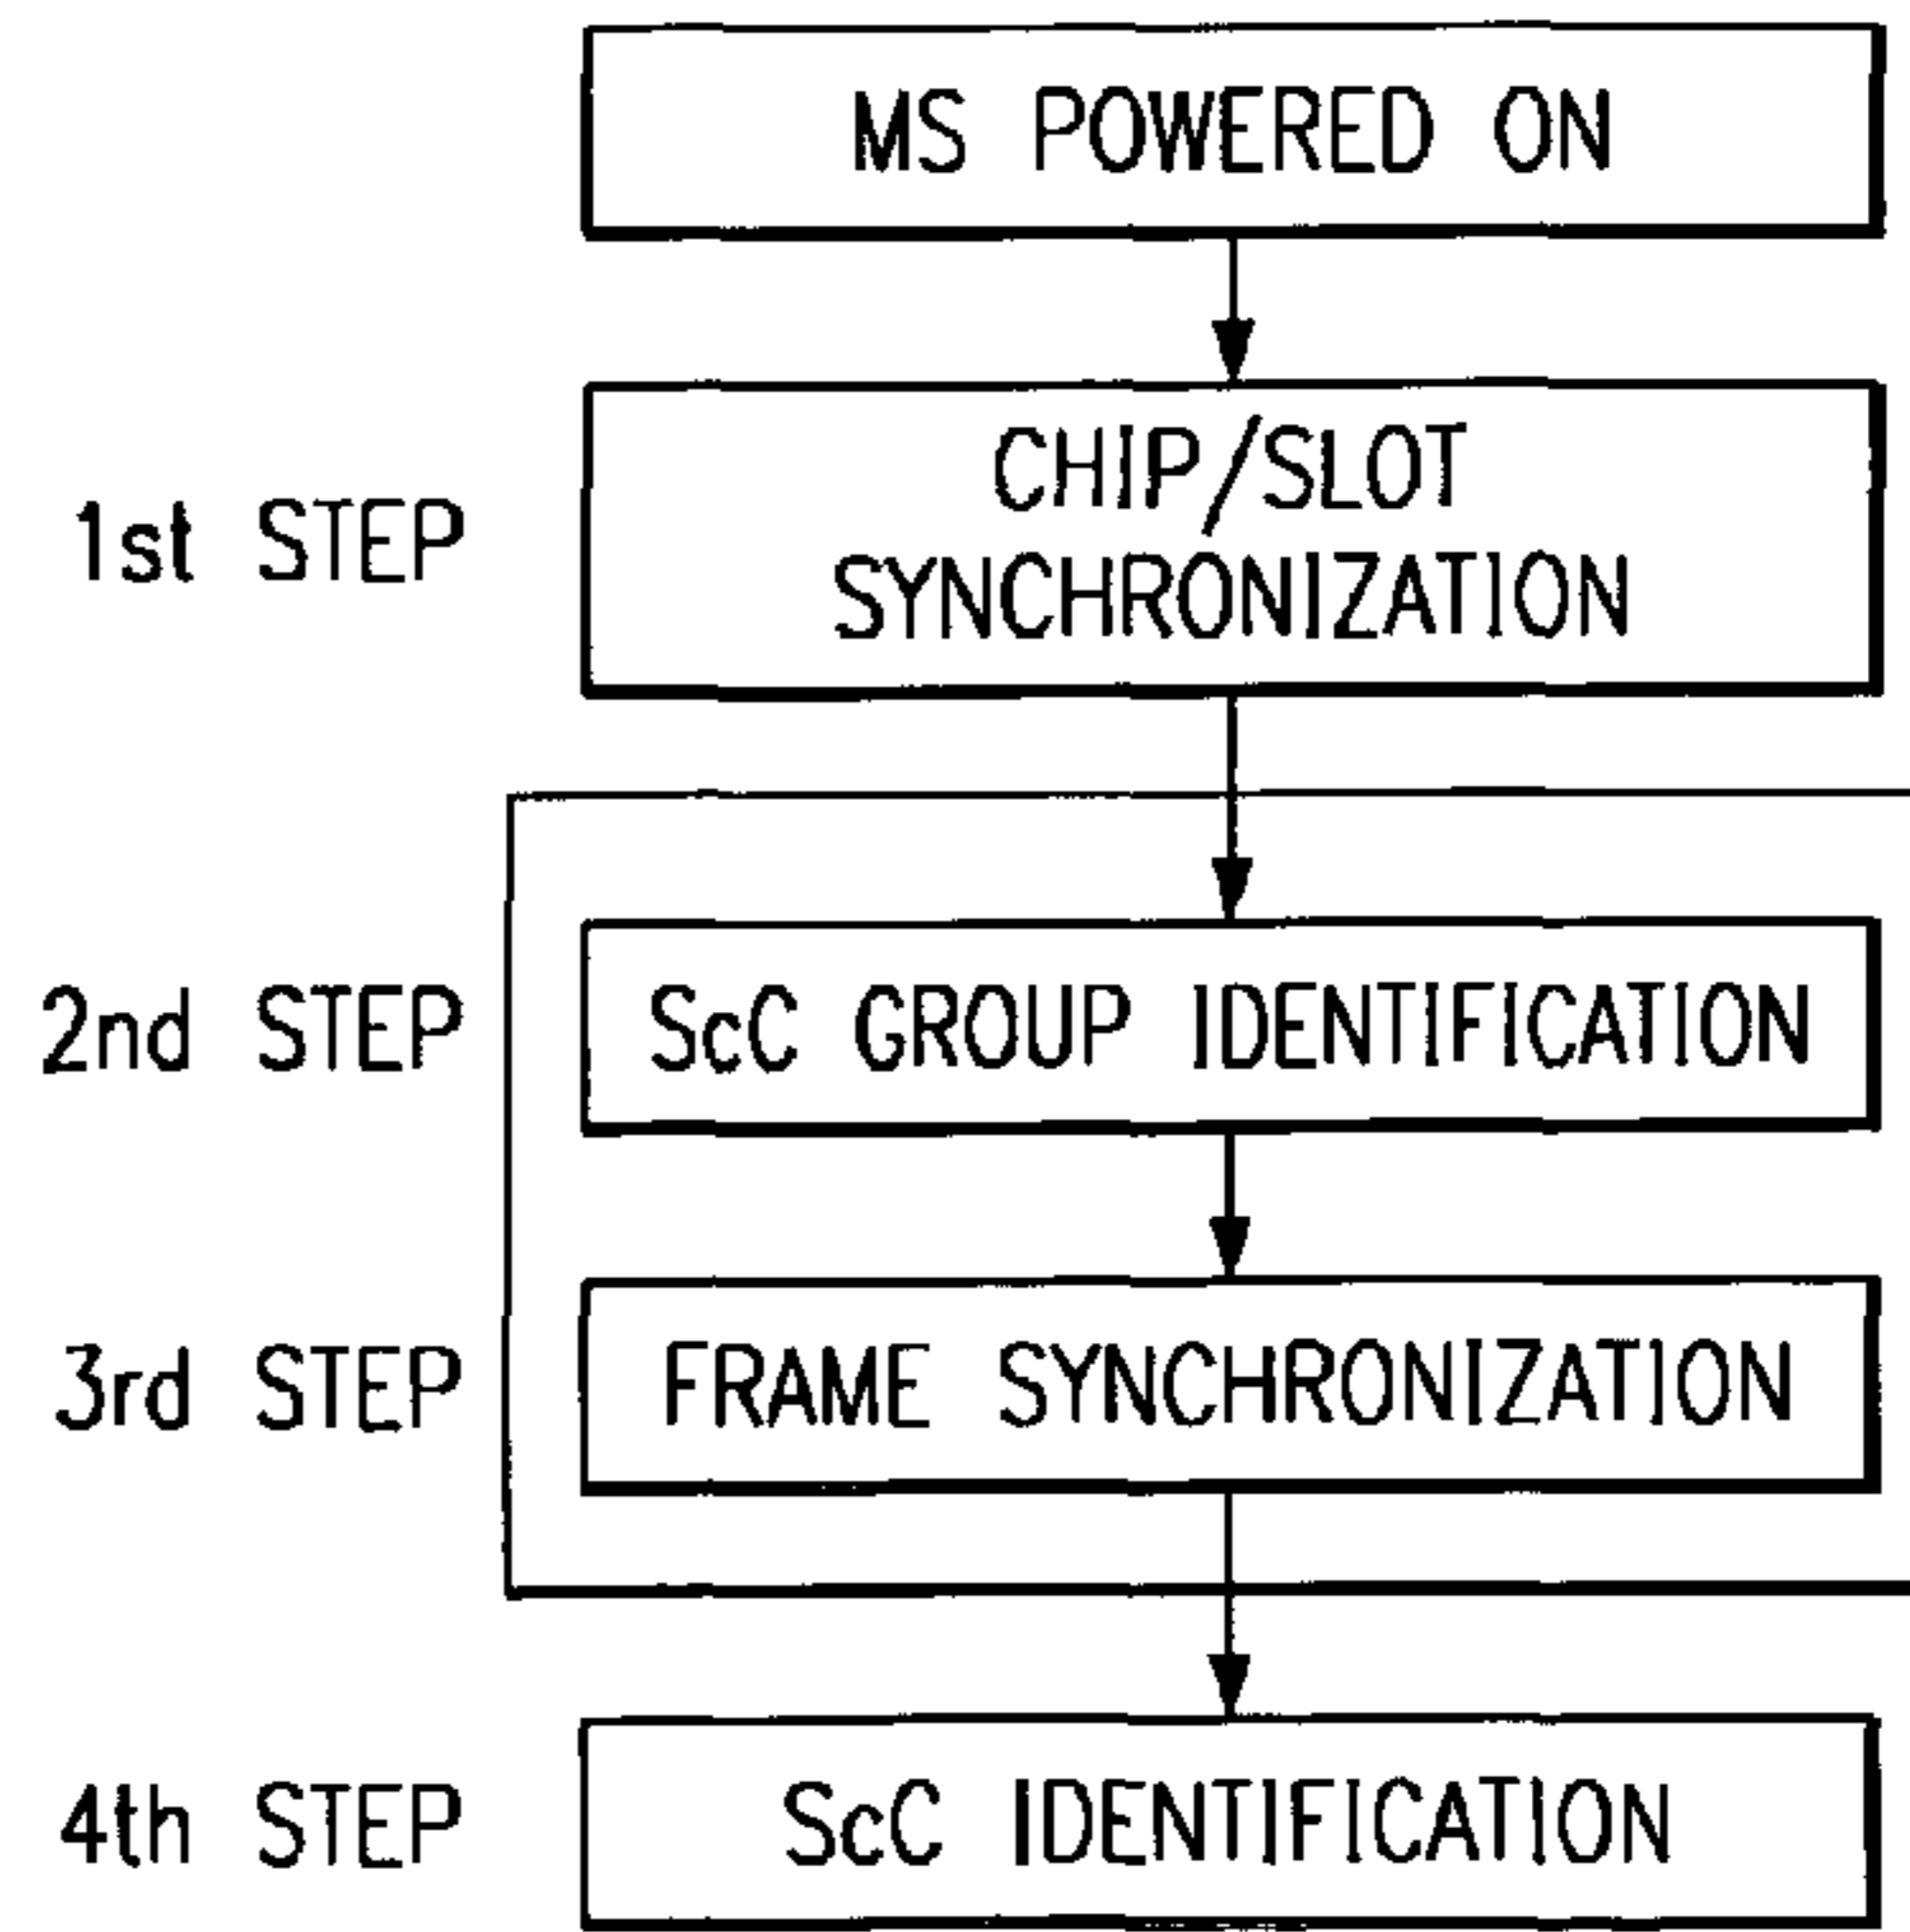 MS POWERED ON
1st STEP
CHIP/SLOT
SYNCHRONIZATION
2nd STEP
ScC GROUP IDENTIFICATION
3rd STEP
FRAME SYNCHRONIZATION
4th STEP
ScC IDENTIFICATION